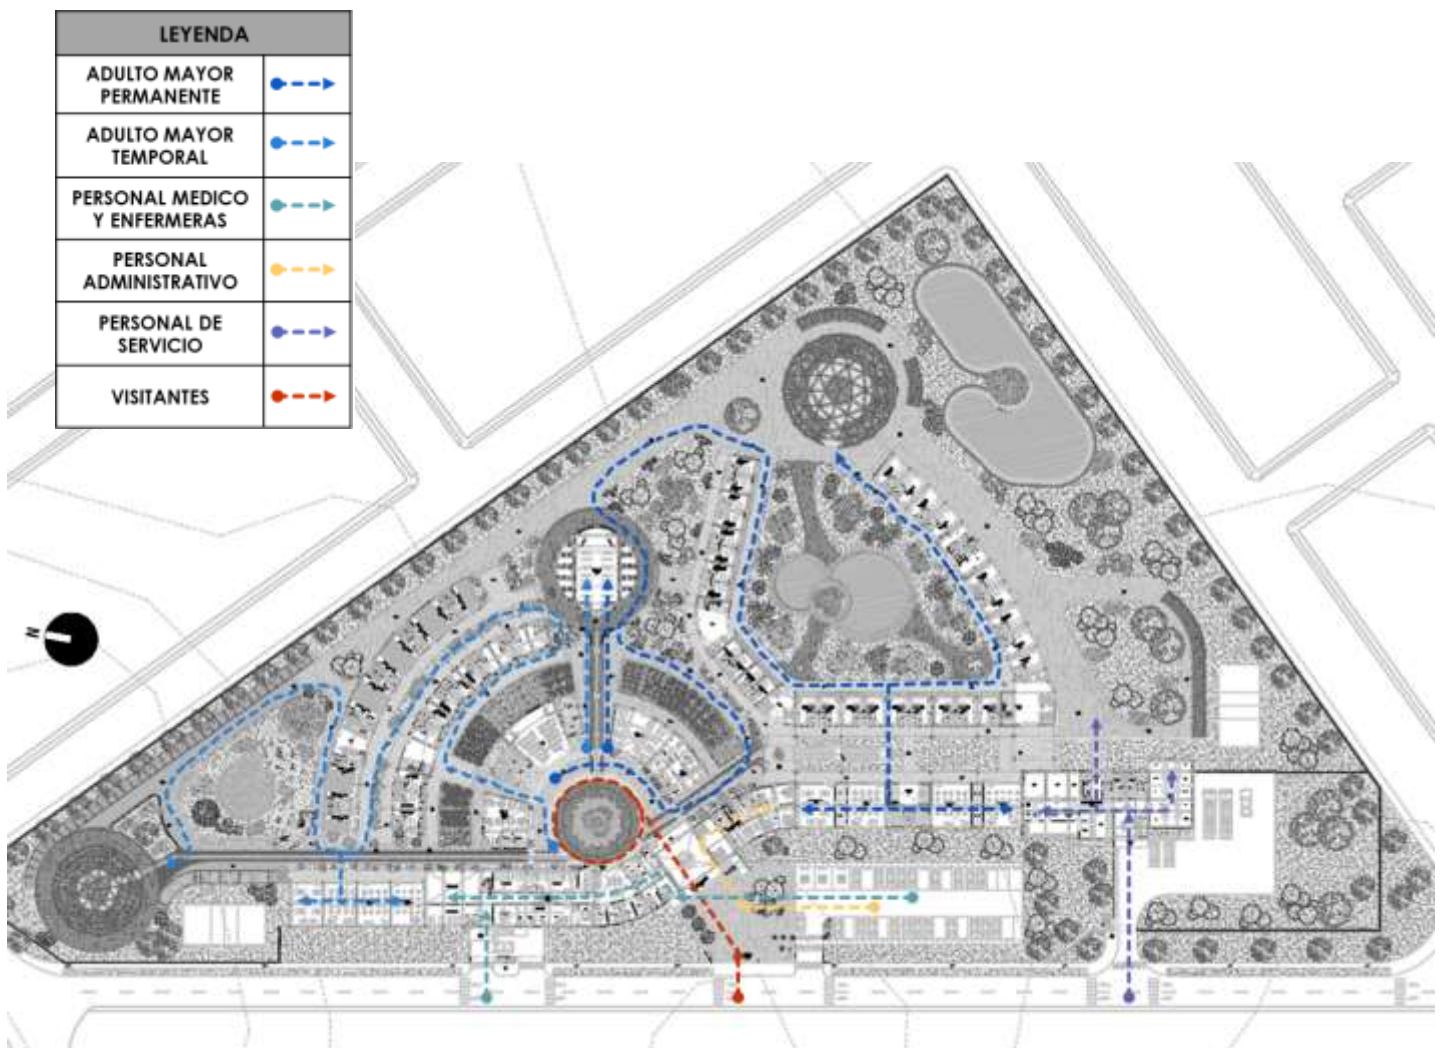 LEYENDA
ADULTO MAYOR
PERMANENTE
ADULTO MAYOR
TEMPORAL
PERSONAL MEDICO
Y ENFERMERAS
PERSONAL
ADMINISTRATIVO
PERSONAL DE
SERVICIO
VISITANTES
N